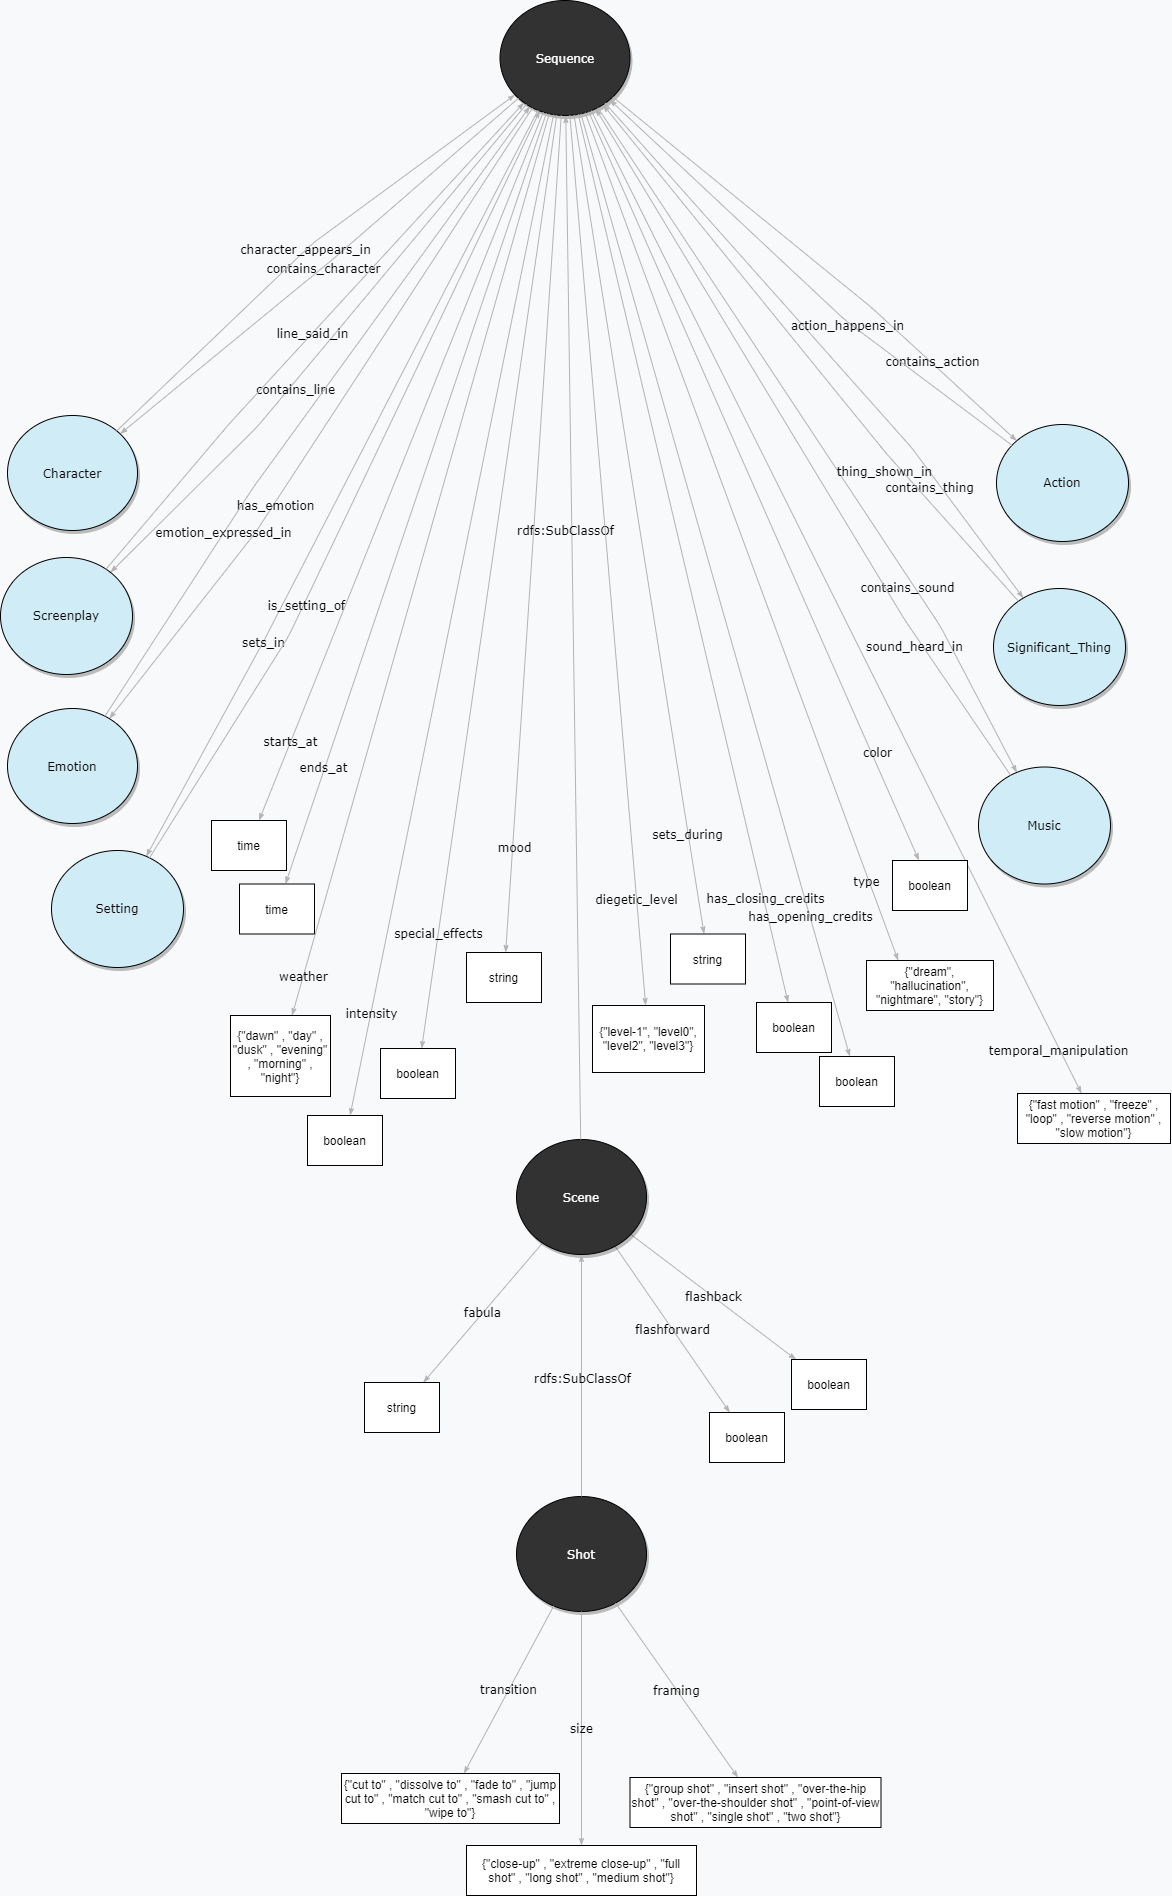 Sequence
character_appears_in
contains_character
action_happens_in
line_said_in
contains_action
contains_line
Character
Action
thing_shown_in
contains_thing
has_emotion
rdfs:SubClassOf
emotion_expressed_in
contains_sound
is_setting_of
Screenplay
sets_in
sound_heard_in
Significant_Thing
starts_at
color
ends_at
Emotion
Music
sets_during
time
mood
type
boolean
diegetic_level
has_closing_credits
Setting
time
has_opening_credits
special_effects
string
weather
string
{"dream",
"hallucination",
"nightmare", "story"}
intensity
{"level-1", "level0",
"level2", "level3"}
boolean
{"dawn" , "day" ,
"dusk" , "evening"
, "morning" ,
"night"}
temporal_manipulation
boolean
boolean
{"fast motion" , "freeze" ,
"loop" , "reverse motion" ,
"slow motion"}
boolean
Scene
flashback
fabula
flashforward
rdfs:SubClassOf
boolean
string
boolean
Shot
transition
framing
size
{"cut to" , "dissolve to" , "fade to" , "jump
cut to" , "match cut to" , "smash cut to" ,
"wipe to"}
{"group shot" , "insert shot" , "over-the-hip
shot" , "over-the-shoulder shot" , "point-of-view
shot" , "single shot" , "two shot"}
{"close-up" , "extreme close-up" , "full
shot" , "long shot" , "medium shot"}